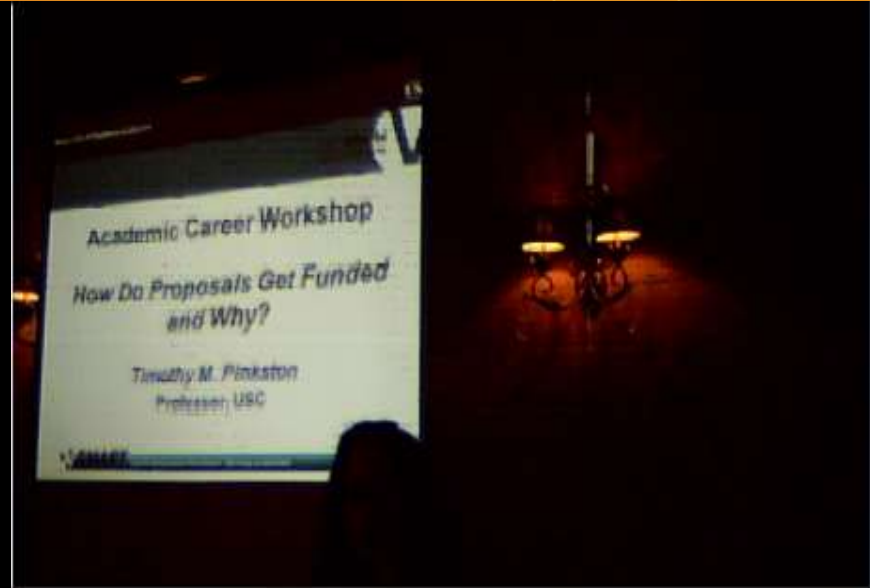 Academic Career Workshop
How Do Proposals Get Funded
and Why?
Timothy M. Pinkston
Professor, USC